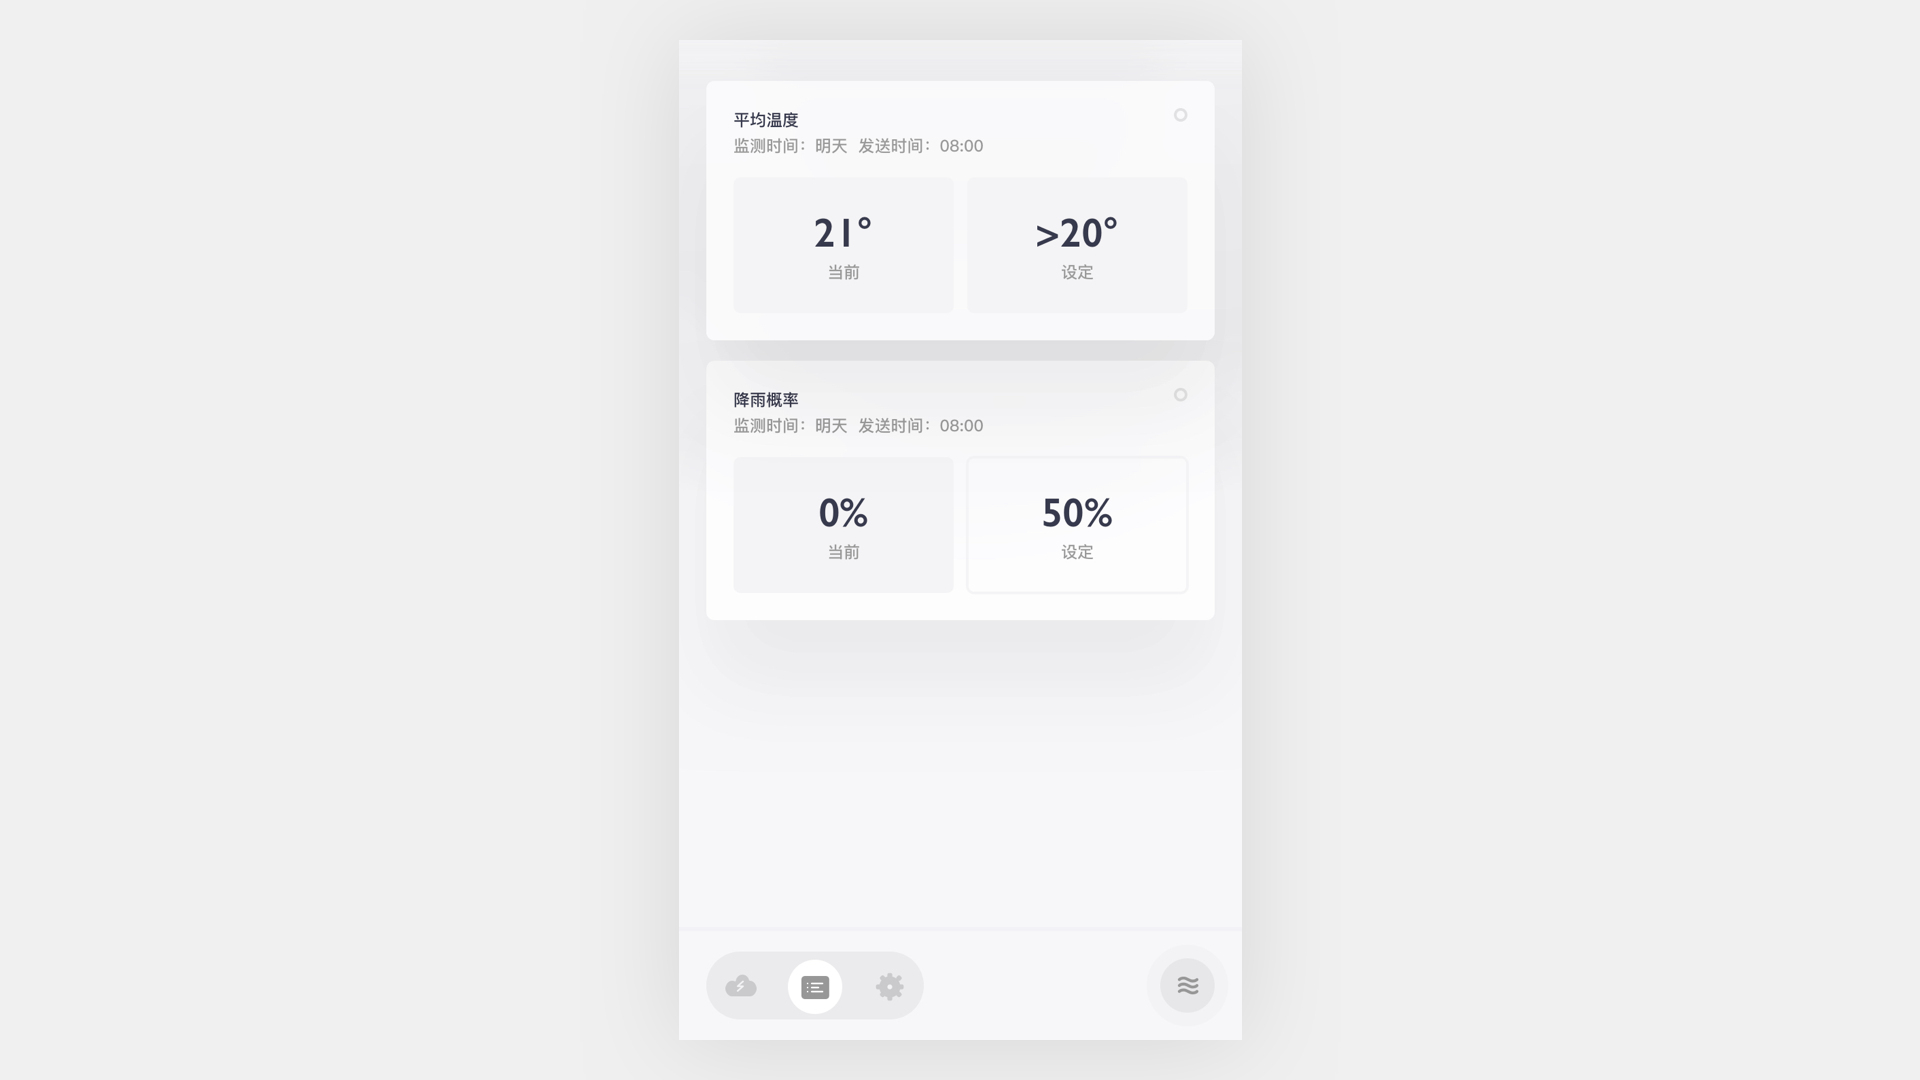 平均温度
监测时间：明天 发送时间：08:00
21° >20°
当前 设定
降雨概率
监测时间：明天 发送时间：08:00
0% 50%
当前 设定